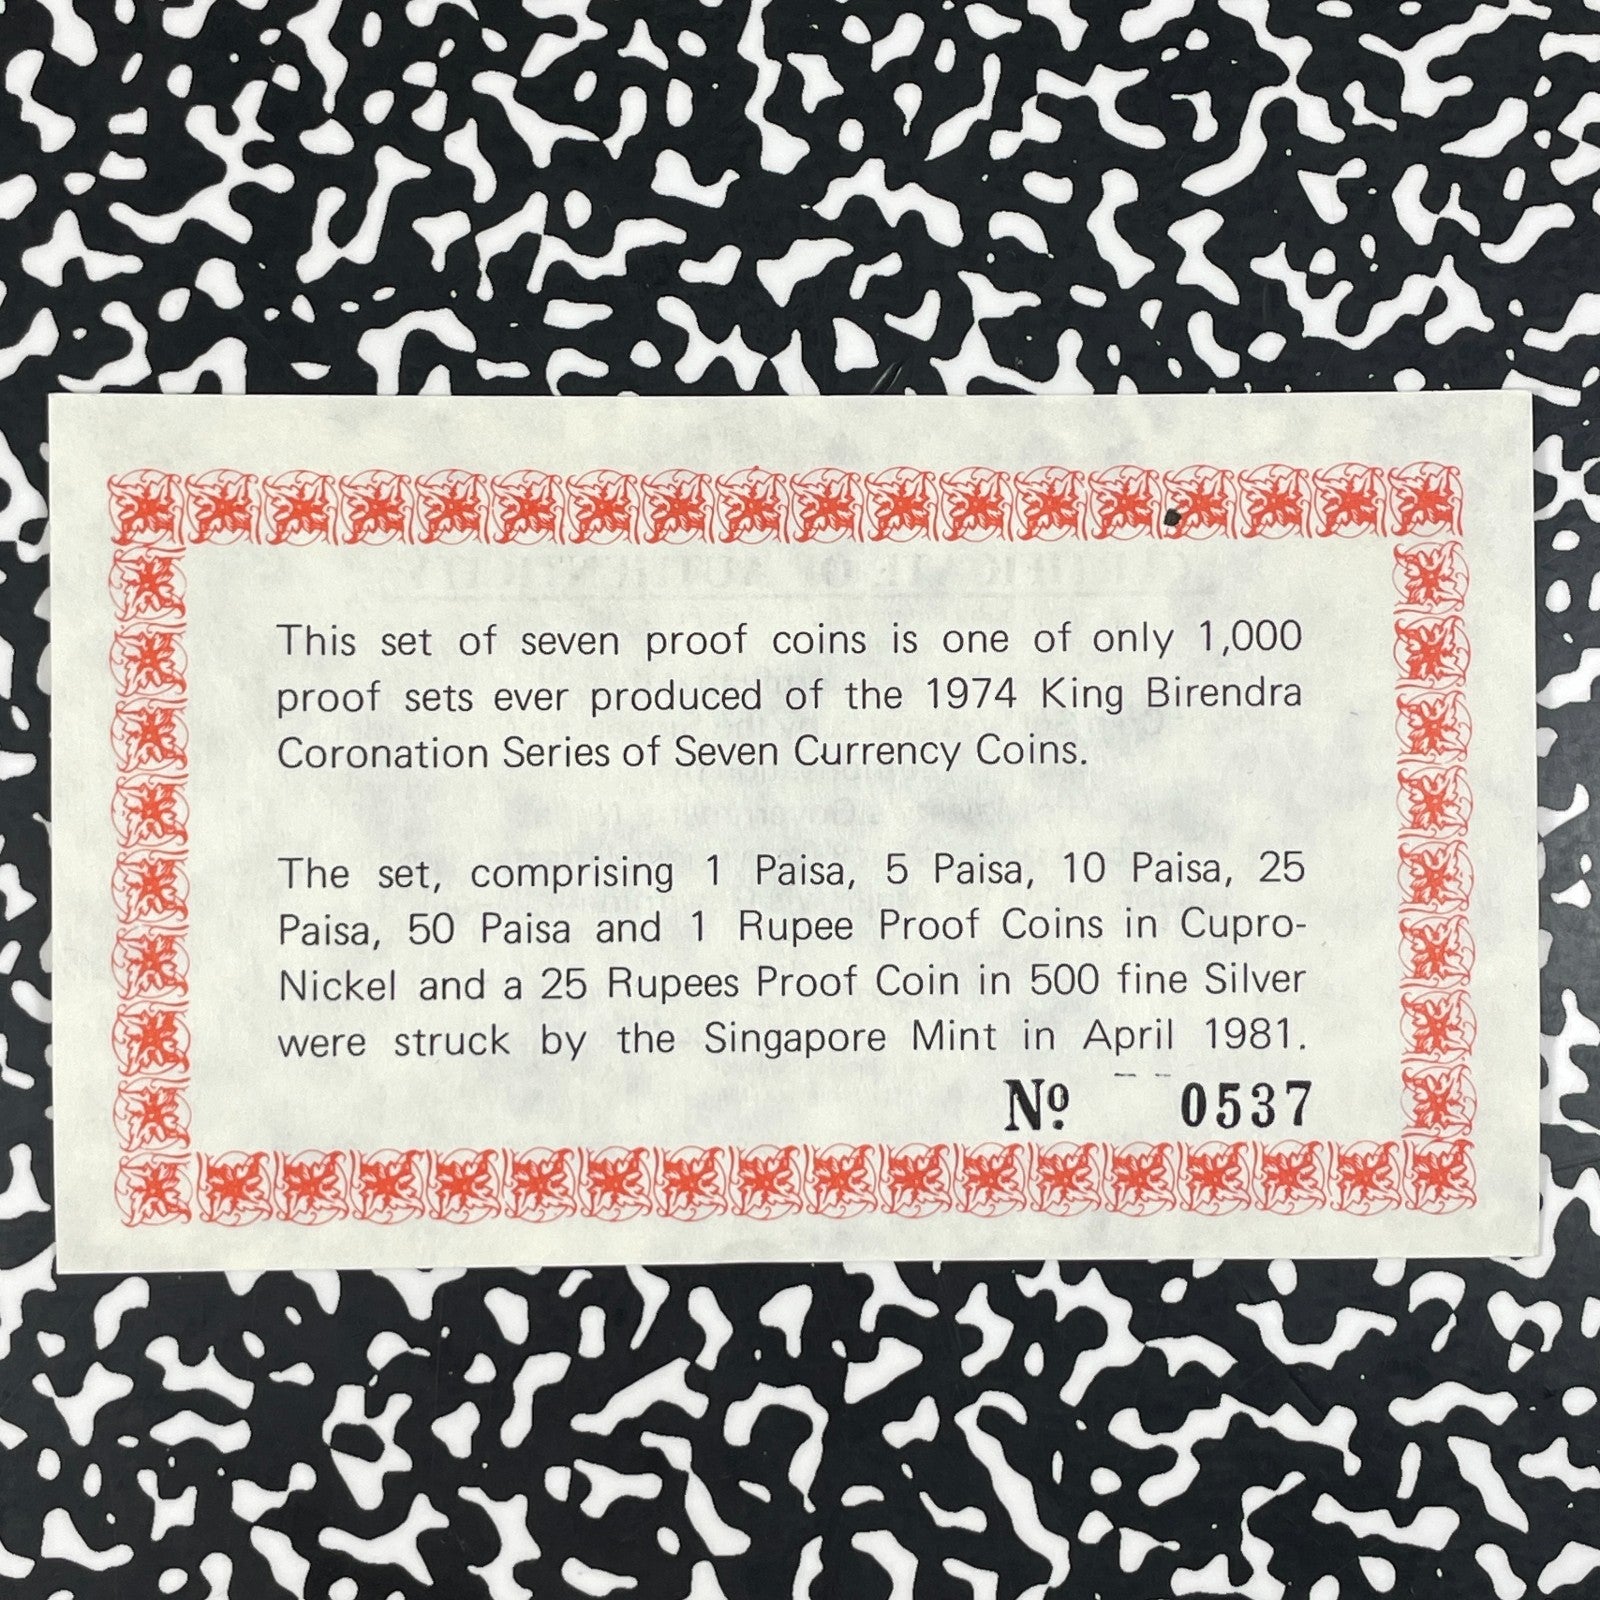 This set of seven proof coins is one of only 1,000
proof sets ever produced of the 1974 King Birendra
Coronation Series of Seven Currency Coins.
The set, comprising 1 Paisa, 5 Paisa, 10 Paisa, 25
Paisa, 50 Paisa and 1 Rupee Proof Coins in Cupro-
Nickel and a 25 Rupees Proof Coin in 500 fine Silver
were struck by the Singapore Mint in April 1981.
Nº 0537